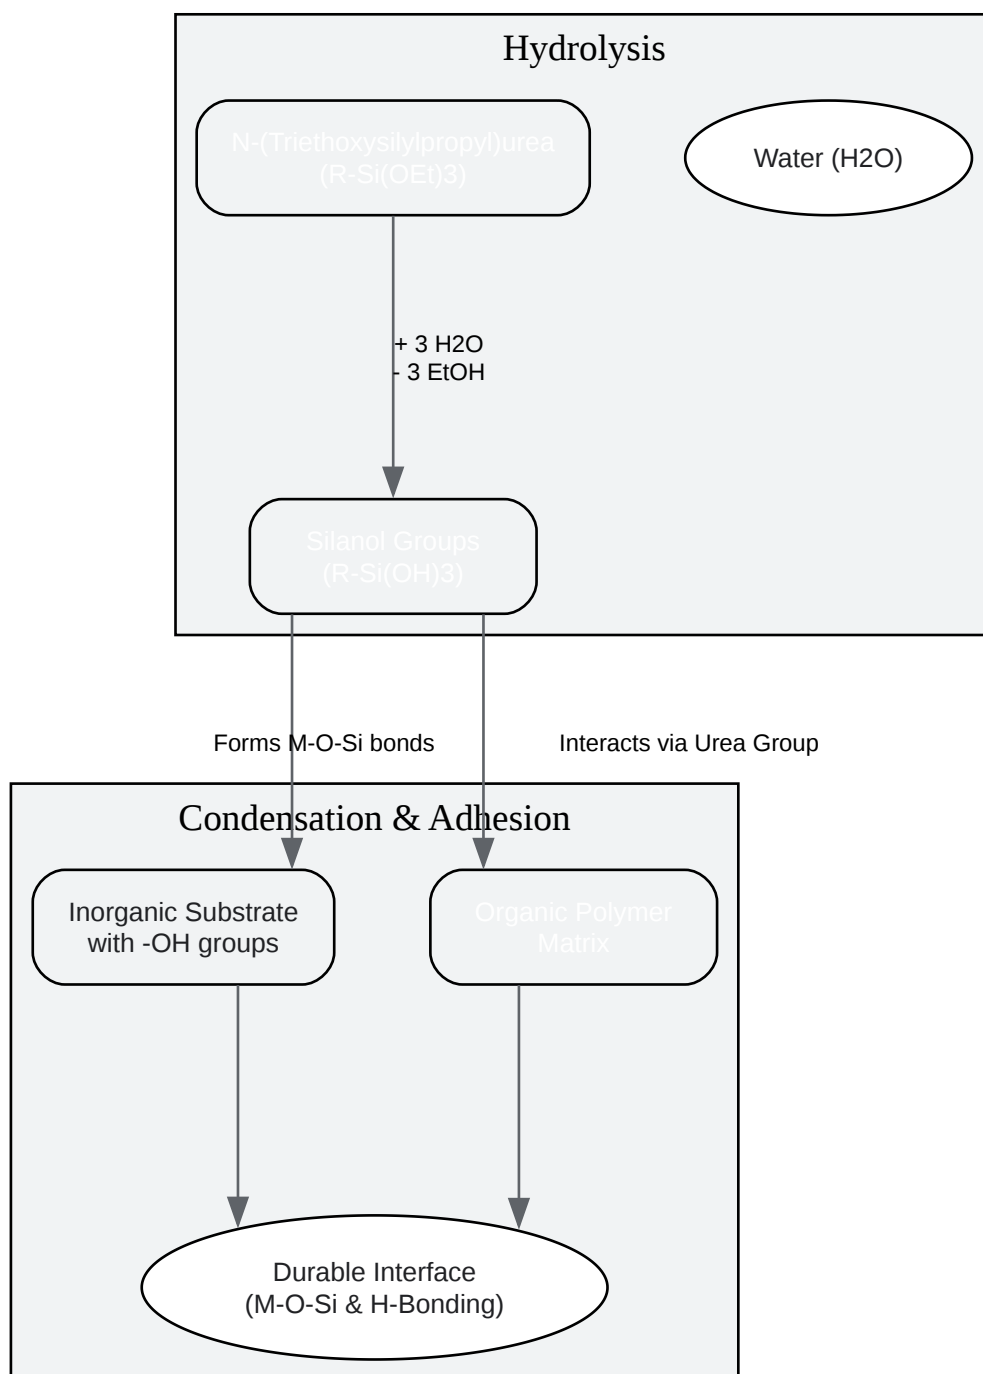 Hydrolysis
N-(Triethoxysilylpropyl)urea
(R-Si(OEt)3)
Water (H2O)
+ 3 H2O
- 3 EtOH
Silanol Groups
(R-Si(OH)3)
Forms M-O-Si bonds
Interacts via Urea Group
Condensation & Adhesion
Inorganic Substrate
with -OH groups
Organic Polymer
Matrix
Durable Interface
(M-O-Si & H-Bonding)